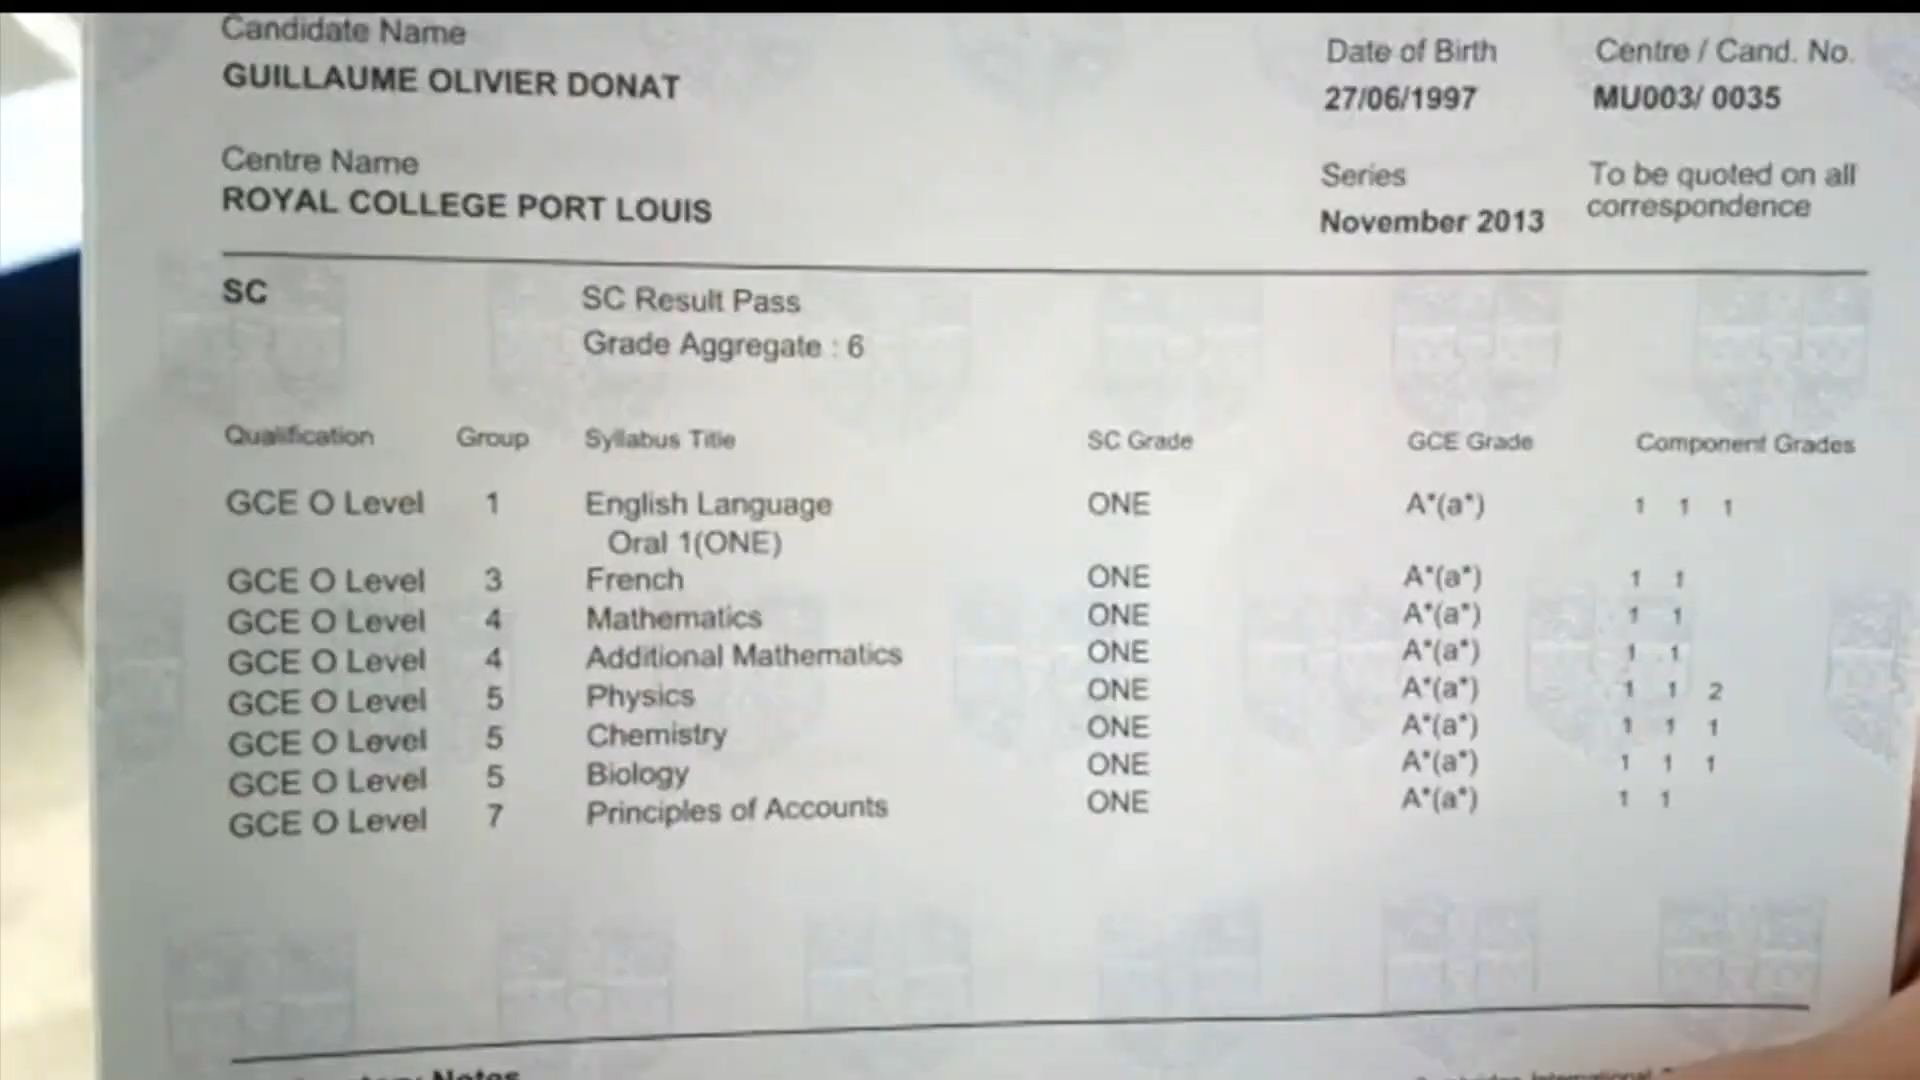 Candidate Name
GUILLAUME OLIVIER DONAT
Date of Birth
27/06/1997
Centre / Cand. No.
MU003/ 0035
Centre Name
ROYAL COLLEGE PORT LOUIS
Series
November 2013
To be quoted on all
correspondence
SC
SC Result Pass
Grade Aggregate : 6
Qualification Group Syllabus Title SC Grade GCE Grade Component Grades
GCE O Level 1 English Language ONE A*(a*) 1 1 1
Oral 1(ONE)
GCE O Level 3 French ONE A*(a*) 1 1
GCE O Level 4 Mathematics ONE A*(a*) 1 1
GCE O Level 4 Additional Mathematics ONE A*(a*) 1 1
GCE O Level 5 Physics ONE A*(a*) 1 1 2
GCE O Level 5 Chemistry ONE A*(a*) 1 1 1
GCE O Level 5 Biology ONE A*(a*) 1 1 1
GCE O Level 7 Principles of Accounts ONE A*(a*) 1 1
Notes
International